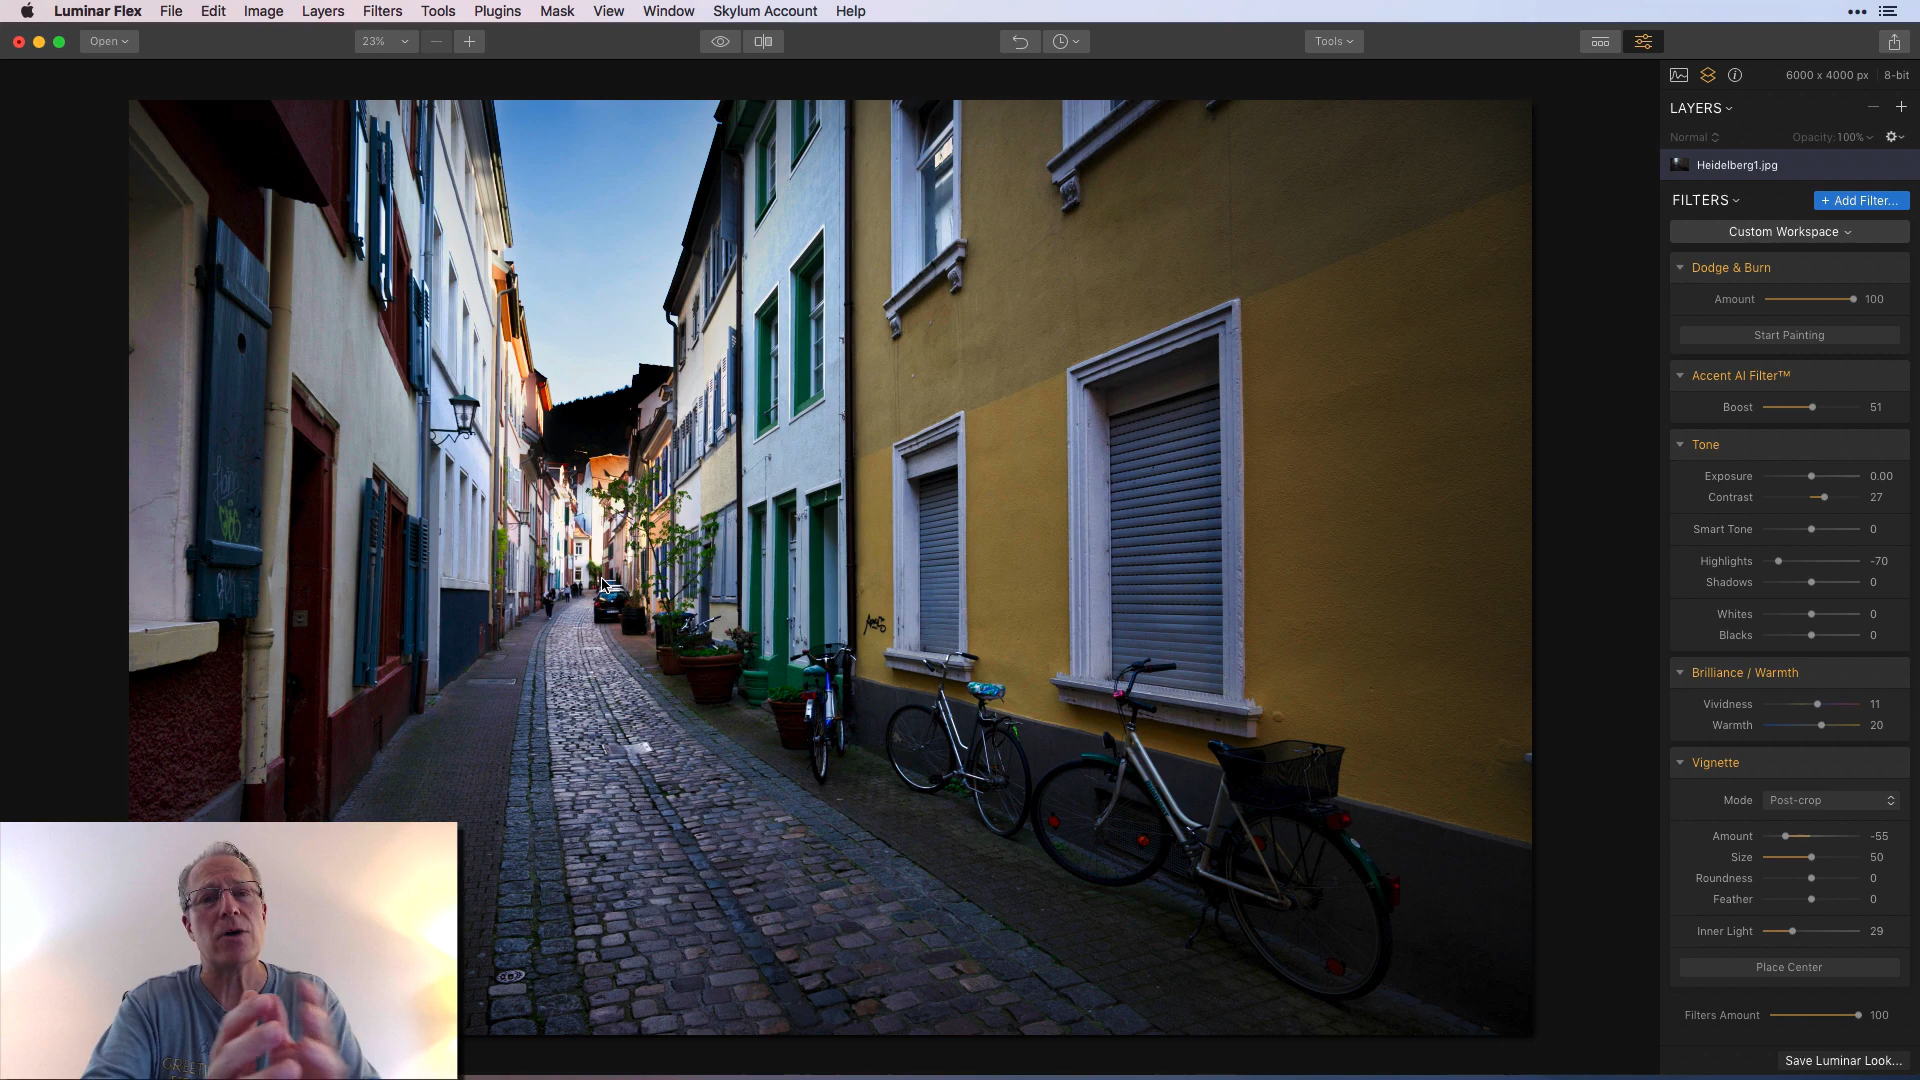 Luminar Flex File Edit Image Layers Filters Tools Plugins Mask View Window Skylum Account Help
Open 23% Tools
6000 x 4000 px 8-bit
LAYERS
Normal Opacity: 100%
Heidelberg1.jpg
FILTERS + Add Filter...
Custom Workspace
Dodge & Burn
Amount 100
Start Painting
Accent AI Filter™
Boost 51
Tone
Exposure 0.00
Contrast 27
Smart Tone 0
Highlights -70
Shadows 0
Whites 0
Blacks 0
Brilliance / Warmth
Vividness 11
Warmth 20
Vignette
Mode Post-crop
Amount -55
Size 50
Roundness 0
Feather 0
Inner Light 29
Place Center
Filters Amount 100
Save Luminar Look...